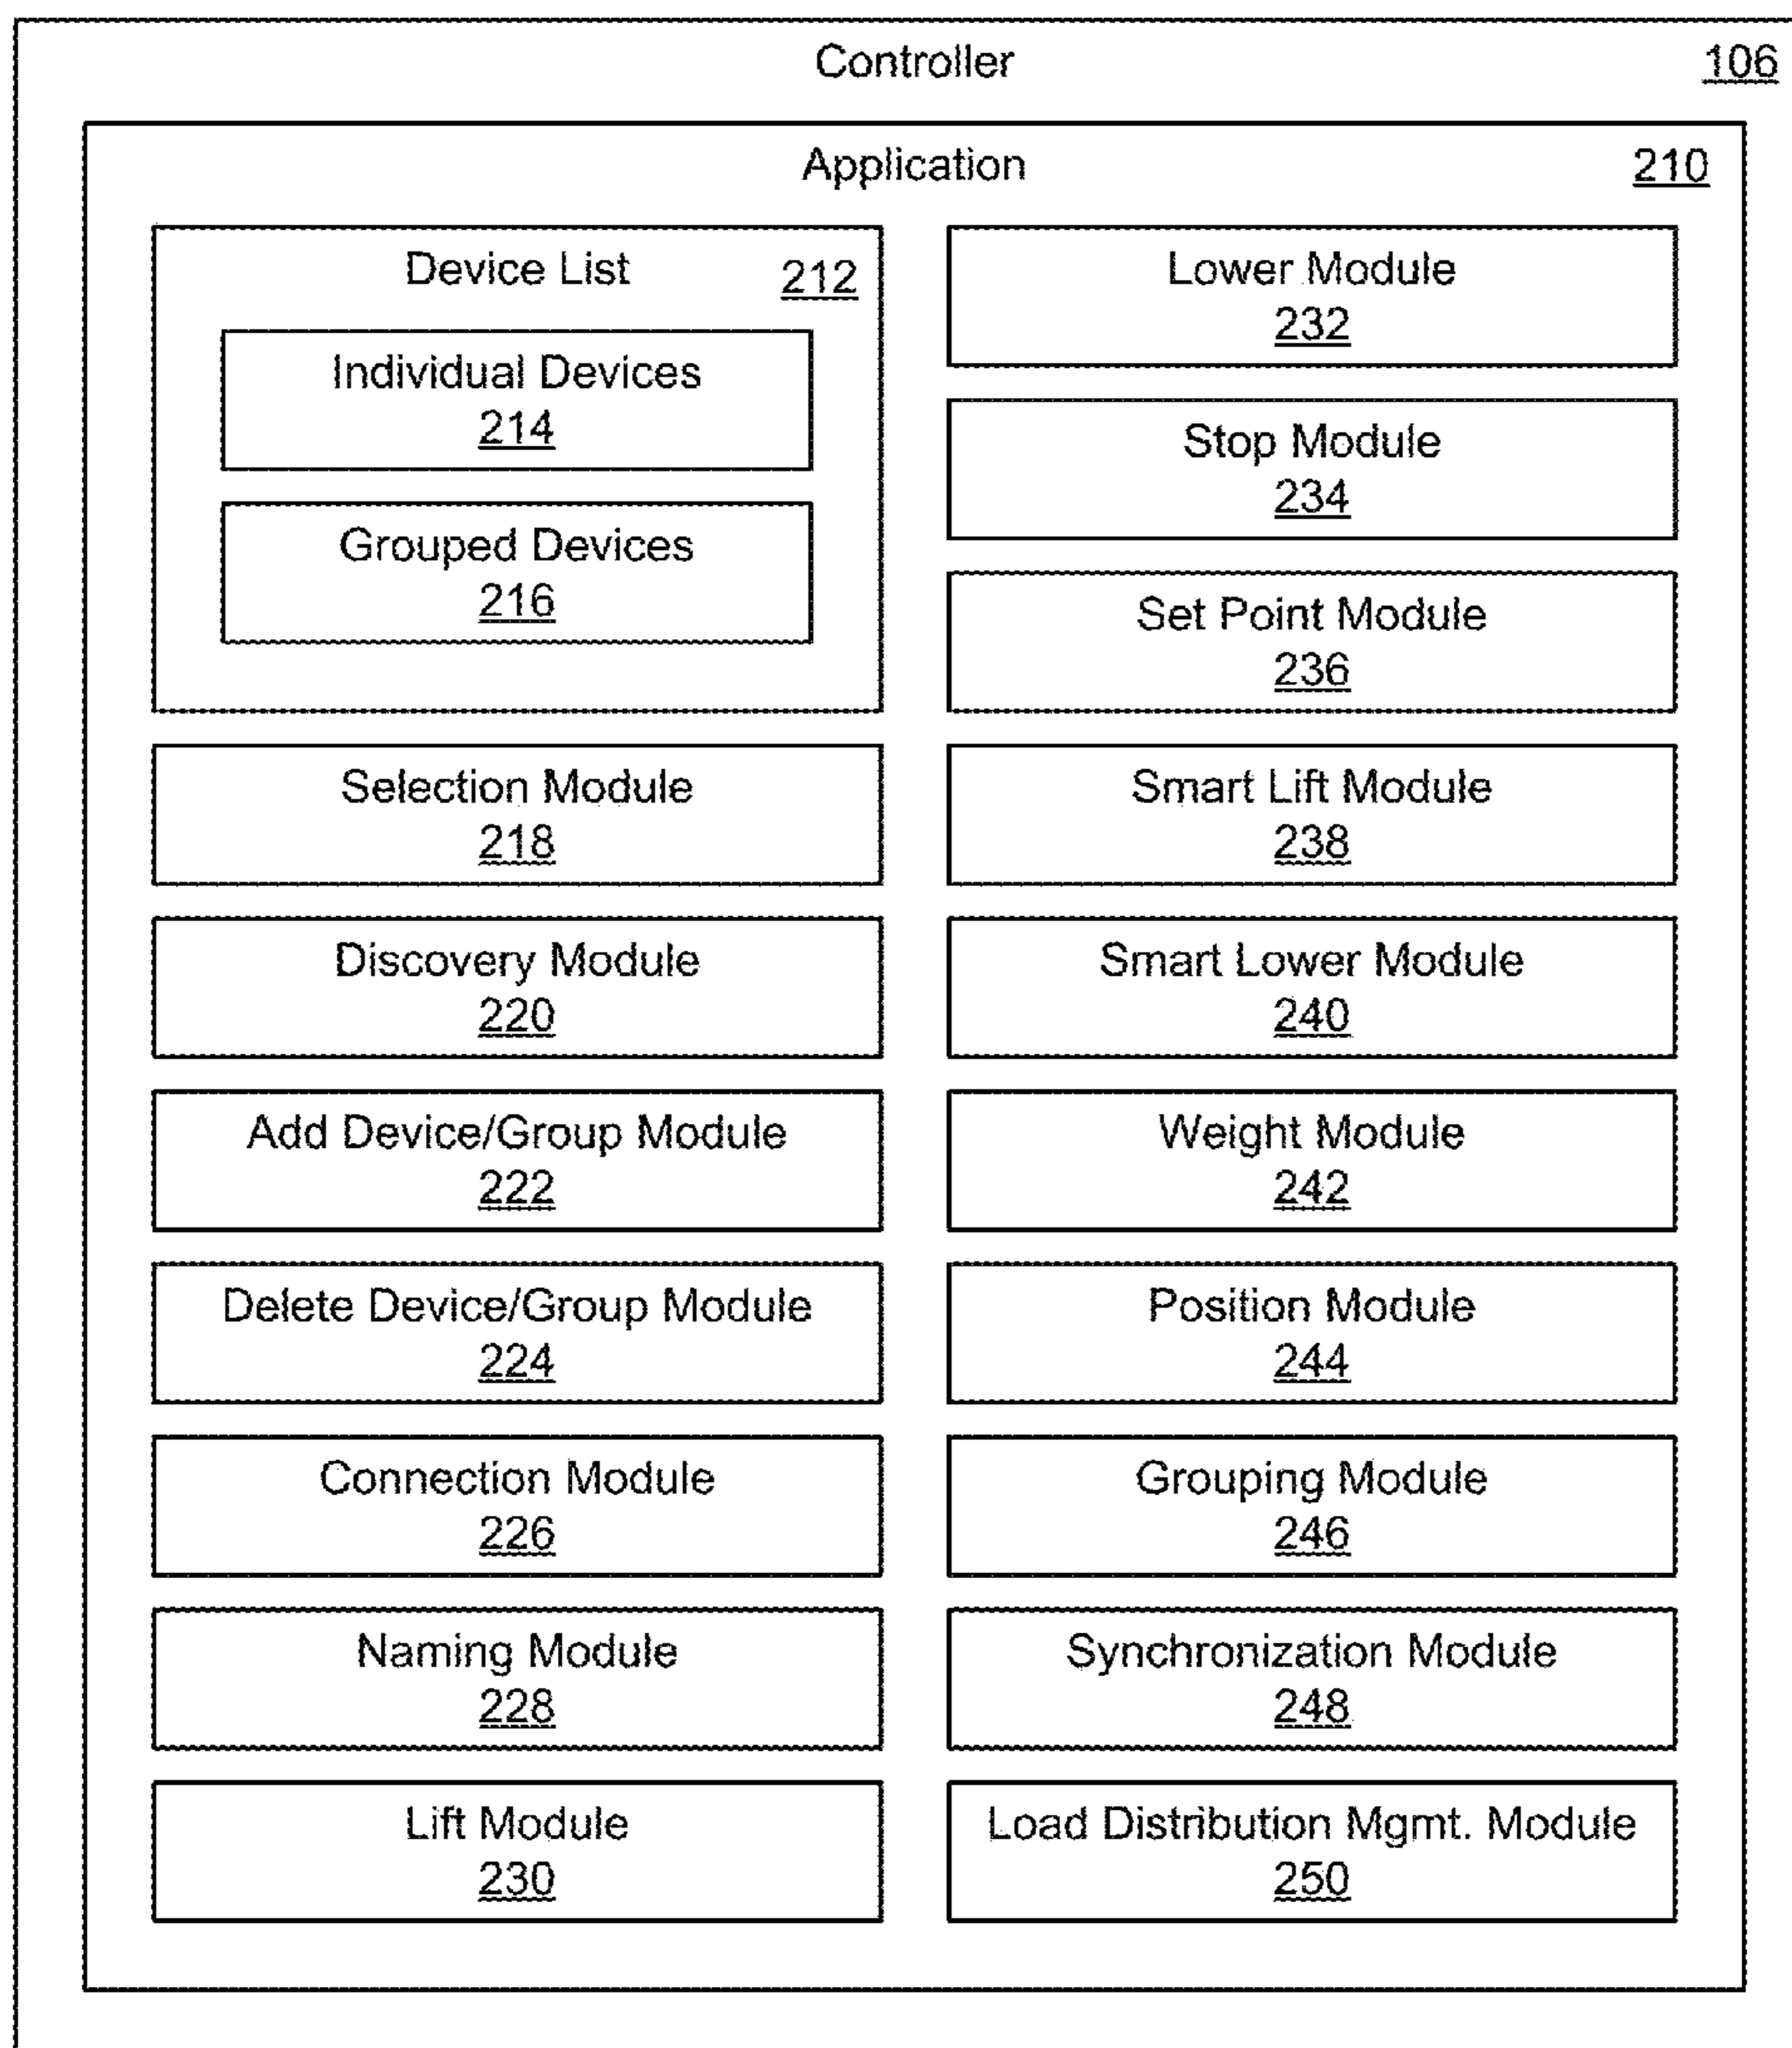 Controller
106
Application
210
Device List
212
Individual Devices
214
Grouped Devices
216
Selection Module
218
Discovery Module
220
Add Device/Group Module
222
Delete Device/Group Module
224
Connection Module
226
Naming Module
228
Lift Module
230
Lower Module
232
Stop Module
234
Set Point Module
236
Smart Lift Module
238
Smart Lower Module
240
Weight Module
242
Position Module
244
Grouping Module
246
Synchronization Module
248
Load Distribution Mgmt. Module
250